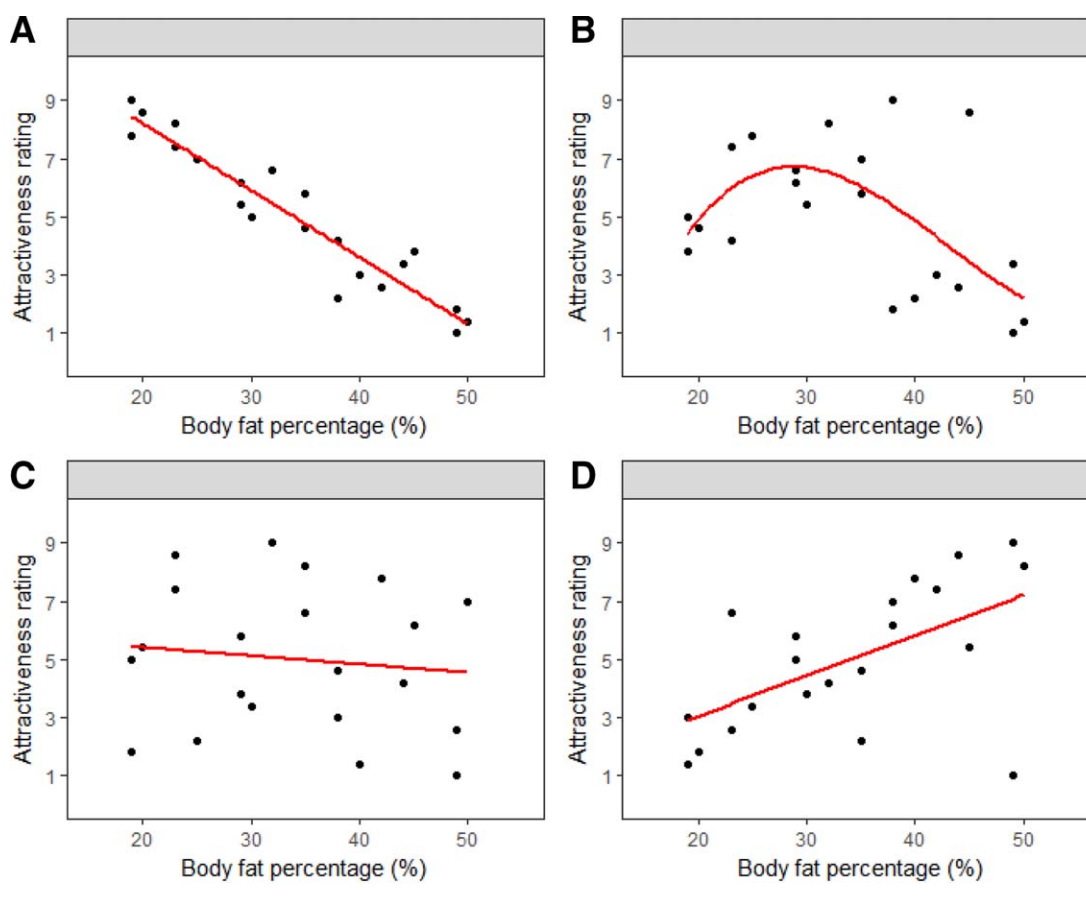 A
Attractiveness rating
9
7
5
3
1
20 30 40 50
Body fat percentage (%)
B
Attractiveness rating
9
7
5
3
1
20 30 40 50
Body fat percentage (%)
C
Attractiveness rating
9
7
5
3
1
20 30 40 50
Body fat percentage (%)
D
Attractiveness rating
9
7
5
3
1
20 30 40 50
Body fat percentage (%)